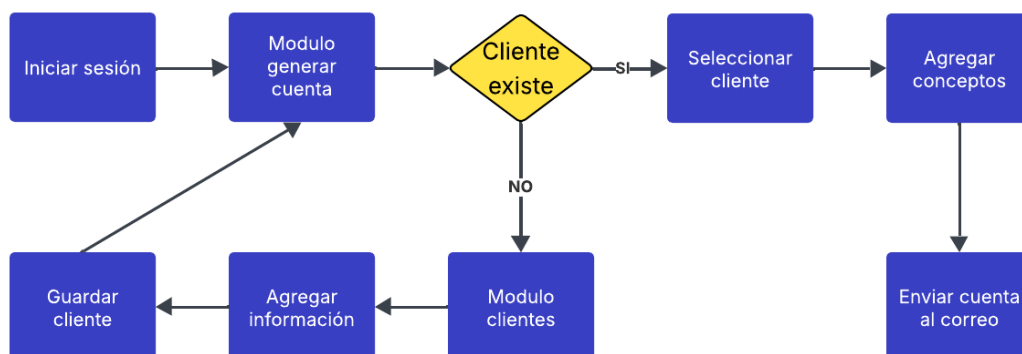 Iniciar sesión
Modulo
generar
cuenta
Cliente
existe
SI
Seleccionar
cliente
Agregar
conceptos
NO
Guardar
cliente
Agregar
información
Modulo
clientes
Enviar cuenta
al correo